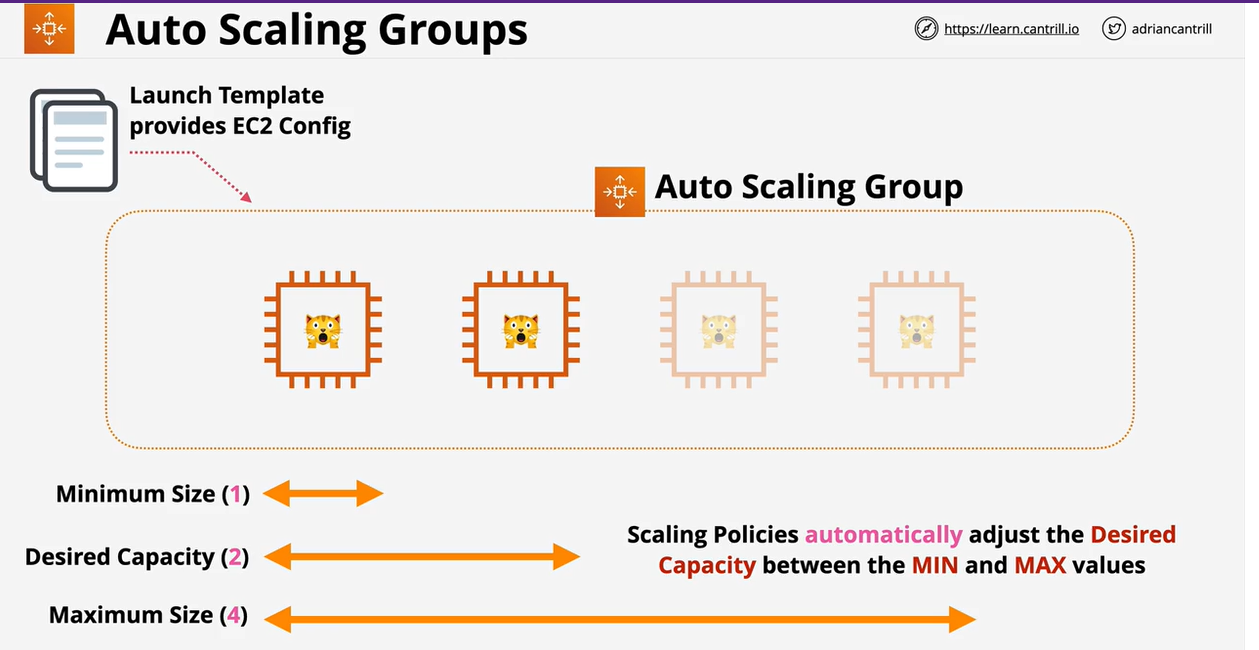 Auto Scaling Groups
https://learn.cantrill.io
adriancantrill
Launch Template
provides EC2 Config
Auto Scaling Group
Minimum Size (1)
Desired Capacity (2)
Maximum Size (4)
Scaling Policies automatically adjust the Desired
Capacity between the MIN and MAX values